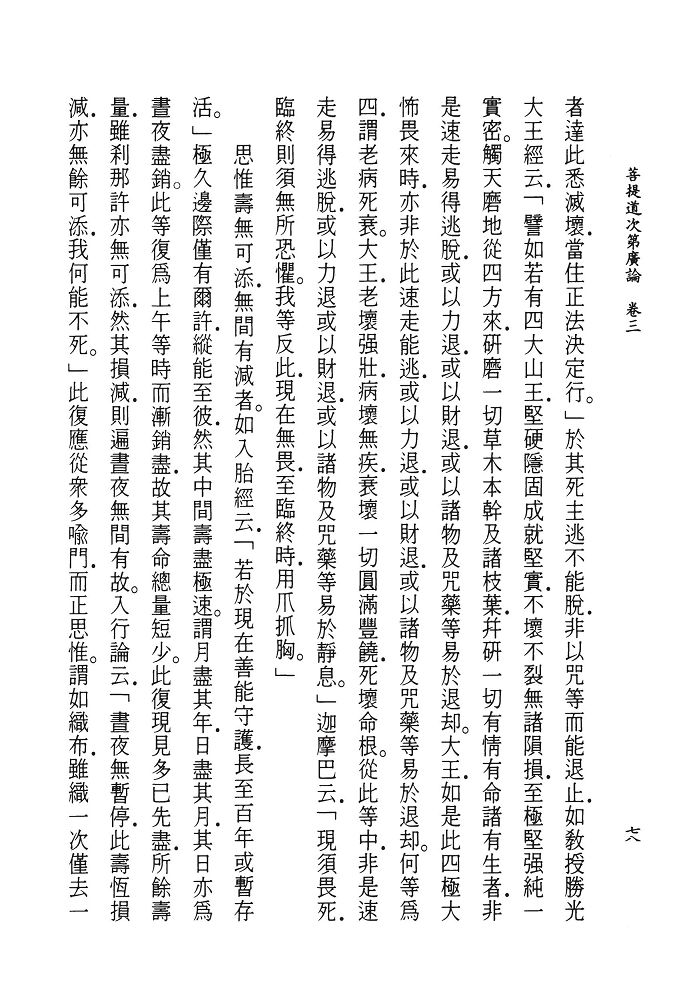 菩提道次第廣論　卷三
七八
者達此悉滅壞．當住正法決定行。」於其死主逃不能脫．非以咒等而能退止．如教授勝光
大王經云．「譬如若有四大山王．堅硬隱固成就堅實．不壞不裂無諸隕損．至極堅强純一
實密。觸天磨地從四方來．研磨一切草木本幹及諸枝葉．幷研一切有情有命諸有生者．非
是速走易得逃脫．或以力退．或以財退．或以諸物及咒藥等易於退却。大王．如是此四極大
怖畏來時．亦非於此速走能逃．或以力退．或以財退．或以諸物及咒藥等易於退却。何等爲
四．謂老病死衰。大王．老壞强壯．病壞無疾．衰壞一切圓滿豐饒．死壞命根。從此等中．非是速
走易得逃脫．或以力退或以財退．或以諸物及咒藥等易於靜息。」迦摩巴云．「現須畏死．
臨終則須無所恐懼。我等反此．現在無畏．至臨終時．用爪抓胸。」
思惟壽無可添．無間有減者。如入胎經云．「若於現在善能守護．長至百年或暫存
活。」極久邊際僅有爾許．縱能至彼．然其中間壽盡極速。謂月盡其年．日盡其月．其日亦爲
晝夜盡銷。此等復爲上午等時而漸銷盡．故其壽命總量短少。此復現見多已先盡．所餘壽
量．雖刹那許亦無可添．然其損減．則遍晝夜無間有故。入行論云．「晝夜無暫停．此壽恆損
減．亦無餘可添．我何能不死。」此復應從衆多喩門．而正思惟。謂如織布．雖織一次僅去一